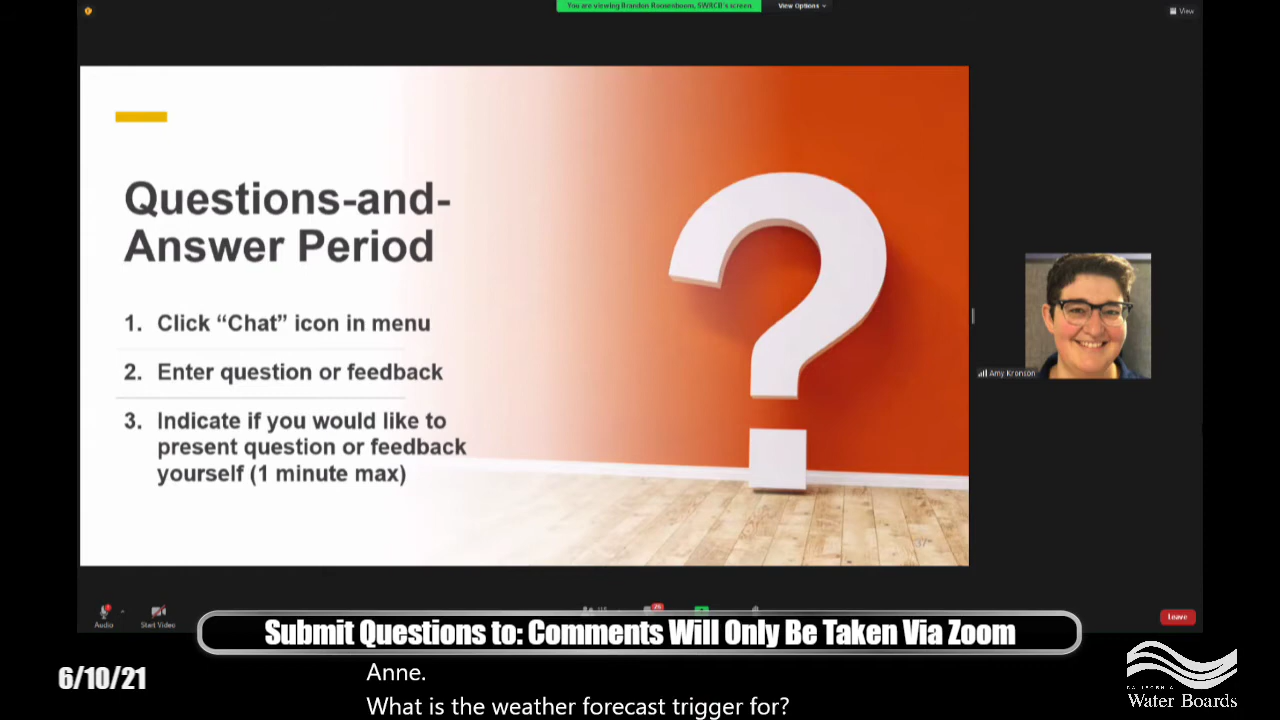 You are viewing Brandon Roosenboom, SWRCB's screen
View Options
View
Questions-and-
Answer Period
1. Click “Chat” icon in menu
2. Enter question or feedback
3. Indicate if you would like to
present question or feedback
yourself (1 minute max)
37
Amy Kronson
Audio
Start Video
Leave
Submit Questions to: Comments Will Only Be Taken Via Zoom
6/10/21
Anne.
What is the weather forecast trigger for?
CALIFORNIA
Water Boards